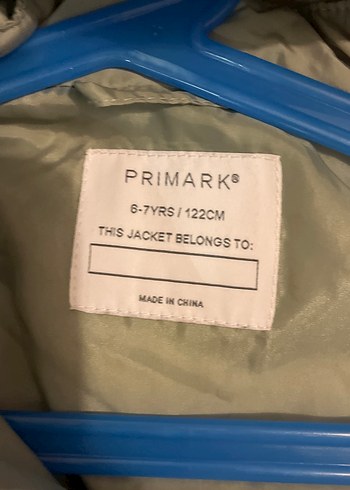 PRIMARK®
6-7YRS / 122CM
THIS JACKET BELONGS TO:
MADE IN CHINA